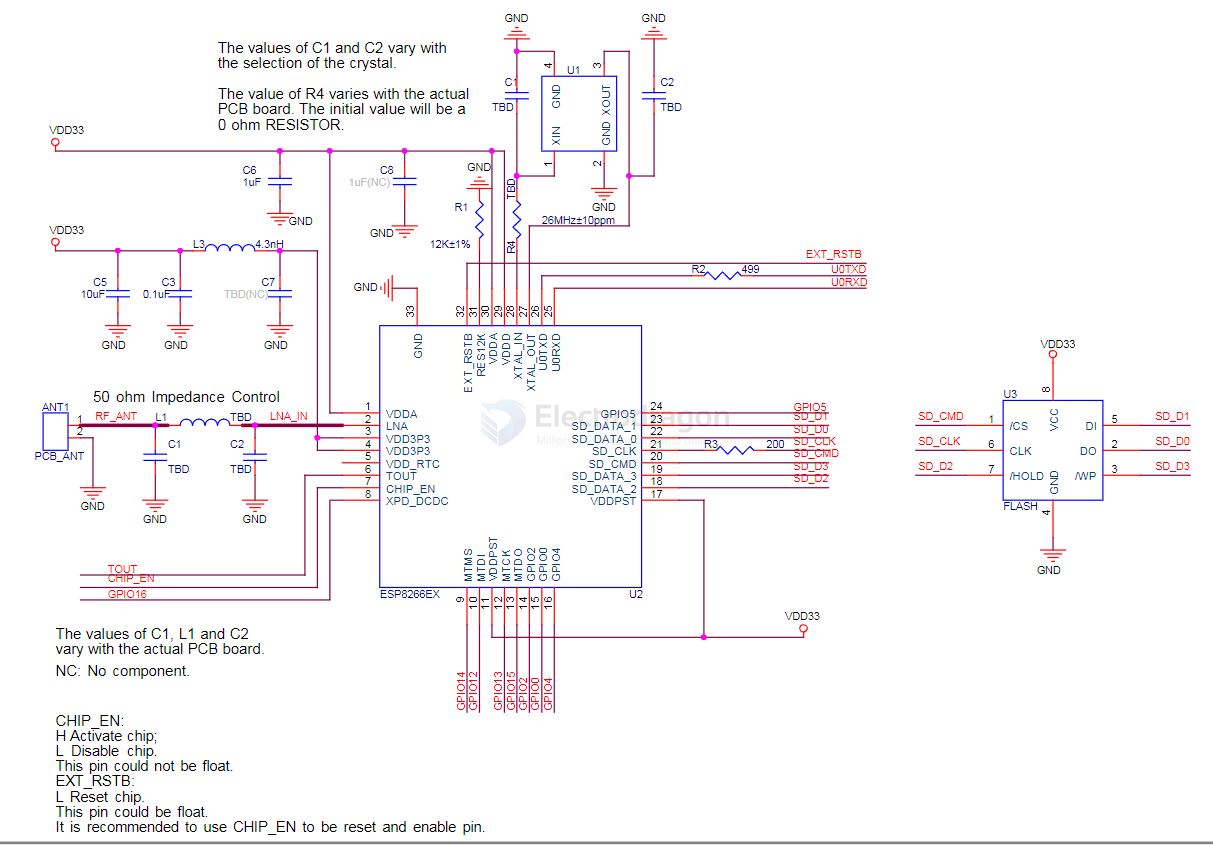 GND
GND
The values of C1 and C2 vary with
the selection of the crystal.
The value of R4 varies with the actual
PCB board. The initial value will be a
0 ohm RESISTOR.
4
U1
3
C1
TBD
GND
XOUT
XIN
GND
C2
TBD
1
2
GND
26MHz±10ppm
VDD33
C6
1uF
GND
C8
1uF(NC)
GND
GND
R1
12K±1%
TBD
R4
VDD33
L3
4.3nH
C5
10uF
C3
0.1uF
C7
TBD(NC)
GND
GND
GND
GND
EXT_RSTB
R2
499
U0TXD
U0RXD
33
32
31
30
29
28
27
26
25
GND
EXT_RSTB
RES12K
VDDA
VDDD
XTAL_IN
XTAL_OUT
U0TXD
U0RXD
50 ohm Impedance Control
ANT1
1
2
PCB_ANT
RF_ANT
L1
TBD
LNA_IN
C1
TBD
C2
TBD
GND
GND
GND
1
VDDA
2
LNA
3
VDD3P3
4
VDD3P3
5
VDD_RTC
6
TOUT
7
CHIP_EN
8
XPD_DCDC
ElectroDragon
GPIO5
24
GPIO5
SD_DATA_1
23
SD_D1
SD_DATA_0
22
SD_D0
SD_CLK
21
R3
200
SD_CLK
SD_CMD
20
SD_CMD
SD_DATA_3
19
SD_D3
SD_DATA_2
18
SD_D2
VDDPST
17
VDD33
8
U3
SD_CMD
1
/CS
VCC
DI
5
SD_D1
SD_CLK
6
CLK
DO
2
SD_D0
SD_D2
7
/HOLD
GND
/WP
3
SD_D3
FLASH
4
GND
TOUT
CHIP_EN
GPIO16
MTMS
MTDI
VDDPST
MTCK
MTDO
GPIO2
GPIO0
GPIO4
ESP8266EX
U2
9
10
11
12
13
14
15
16
VDD33
GPIO14
GPIO12
GPIO13
GPIO15
GPIO2
GPIO0
GPIO4
The values of C1, L1 and C2
vary with the actual PCB board.
NC: No component.
CHIP_EN:
H Activate chip;
L Disable chip.
This pin could not be float.
EXT_RSTB:
L Reset chip.
This pin could be float.
It is recommended to use CHIP_EN to be reset and enable pin.